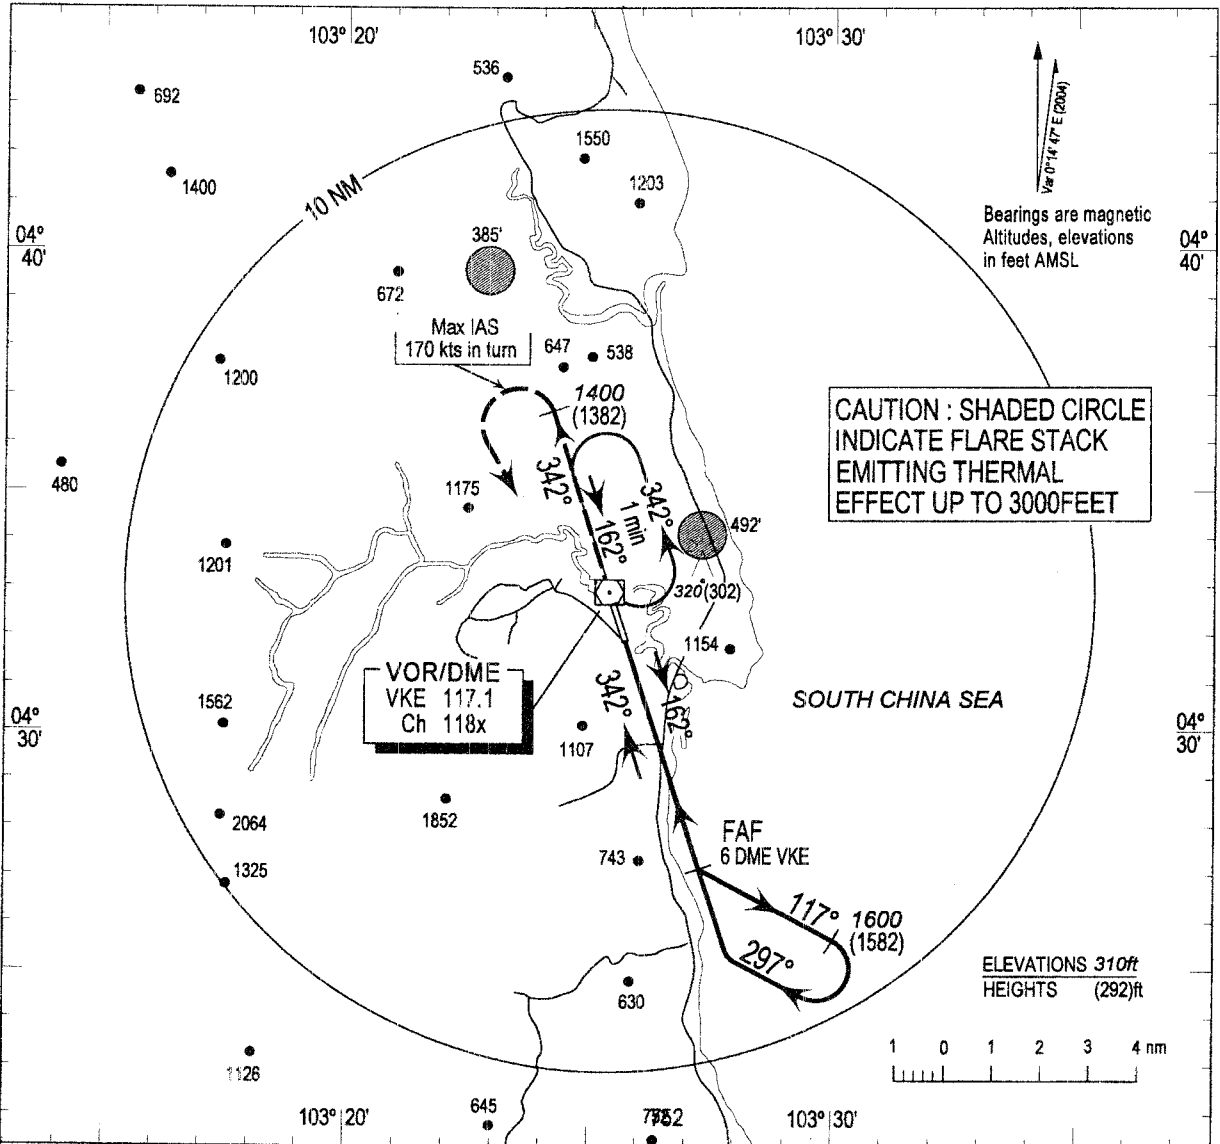 103° 20'
103° 30'
536
692
1550
1400
1203
10 NM
Var 0°14' 47" E (2004)
Bearings are magnetic
Altitudes, elevations
in feet AMSL
04°
40'
04°
40'
385'
672
Max IAS
170 kts in turn
647
538
1200
1400
(1382)
CAUTION : SHADED CIRCLE
INDICATE FLARE STACK
EMITTING THERMAL
EFFECT UP TO 3000FEET
480
1175
342°
162°
1 min.
342°
492'
1201
320'(302)
1154
VOR/DME
VKE 117.1
Ch 118x
342°
162°
SOUTH CHINA SEA
1562
04°
30'
04°
30'
1107
1852
2064
1325
743
FAF
6 DME VKE
117°
1600
(1582)
297°
630
ELEVATIONS 310ft
HEIGHTS (292)ft
1 0 1 2 3 4 nm
1126
103° 20'
645
752
103° 30'